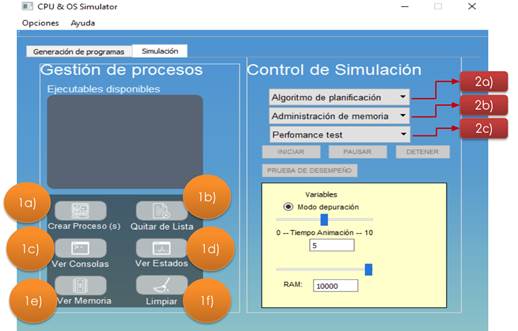 CPU & OS Simulator
Opciones Ayuda
Generación de programas Simulación
Gestión de procesos
Ejecutables disponibles
1a) 1b)
Crear Proceso (s) Quitar de Lista
1c) 1d)
Ver Consolas Ver Estados
1e) 1f)
Ver Memoria Limpiar
Control de Simulación
Algoritmo de planificación 2a)
Administración de memoria 2b)
Perfomance test 2c)
INICIAR PAUSAR DETENER
PRUEBA DE DESEMPEÑO
Variables
Modo depuración
0 -- Tiempo Animación -- 10
5
RAM: 10000